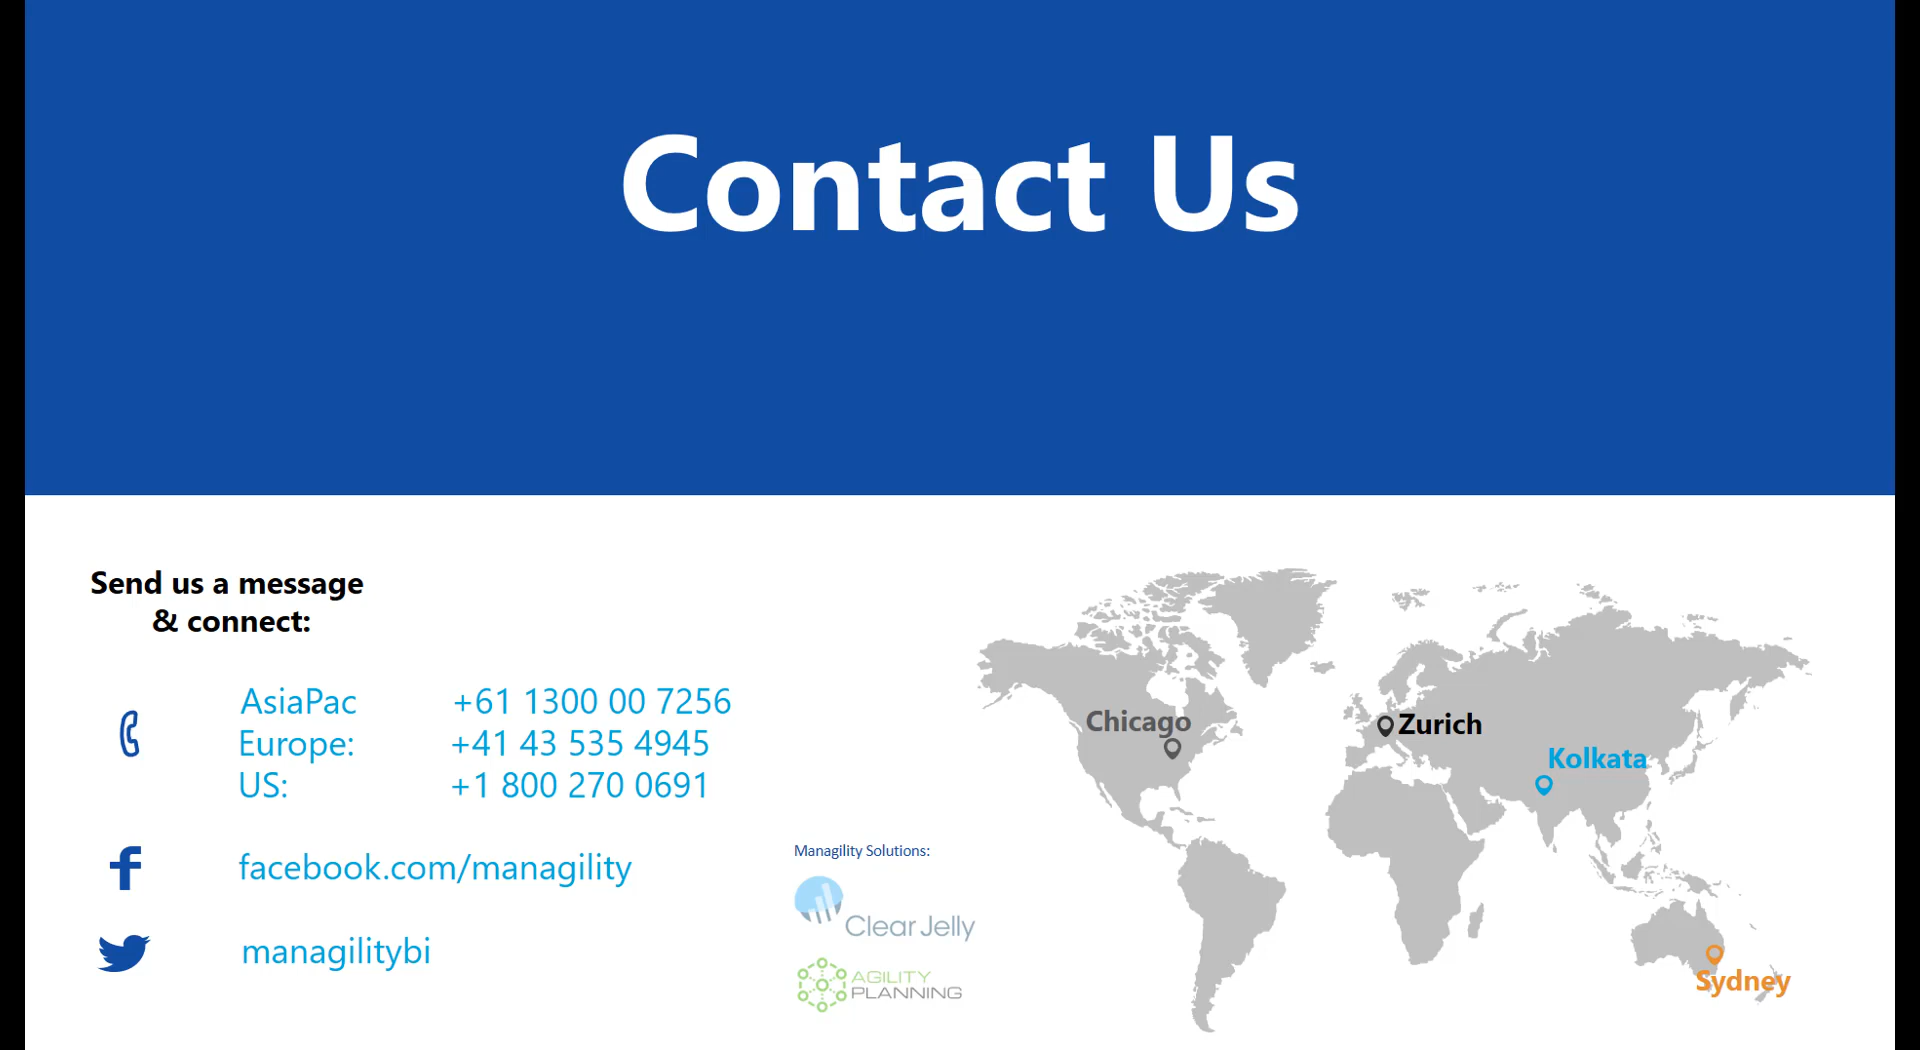 Contact Us
Send us a message
& connect:
AsiaPac +61 1300 00 7256
Europe: +41 43 535 4945
US: +1 800 270 0691
facebook.com/managility
managilitybi
Managility Solutions:
Clear Jelly
AGILITY
PLANNING
Chicago
Zurich
Kolkata
Sydney